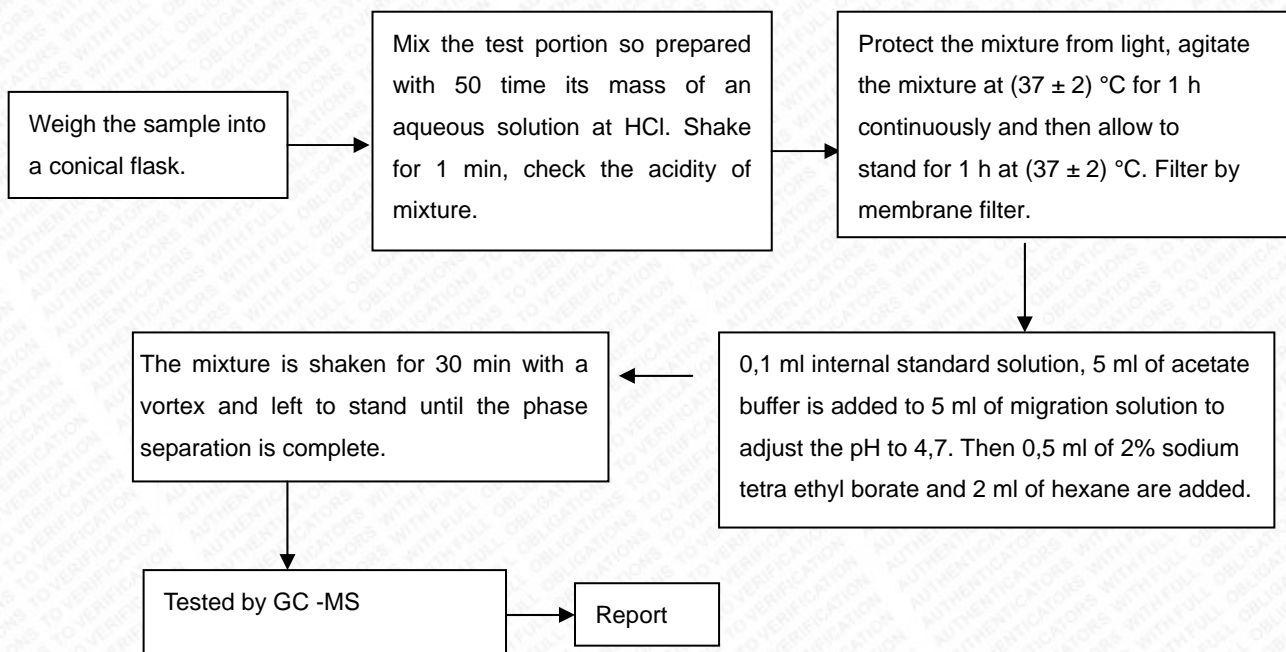 Weigh the sample into
a conical flask.
Mix the test portion so prepared
with 50 time its mass of an
aqueous solution at HCl. Shake
for 1 min, check the acidity of
mixture.
Protect the mixture from light, agitate
the mixture at (37 ± 2) °C for 1 h
continuously and then allow to
stand for 1 h at (37 ± 2) °C. Filter by
membrane filter.
0,1 ml internal standard solution, 5 ml of acetate
buffer is added to 5 ml of migration solution to
adjust the pH to 4,7. Then 0,5 ml of 2% sodium
tetra ethyl borate and 2 ml of hexane are added.
The mixture is shaken for 30 min with a
vortex and left to stand until the phase
separation is complete.
Tested by GC -MS
Report